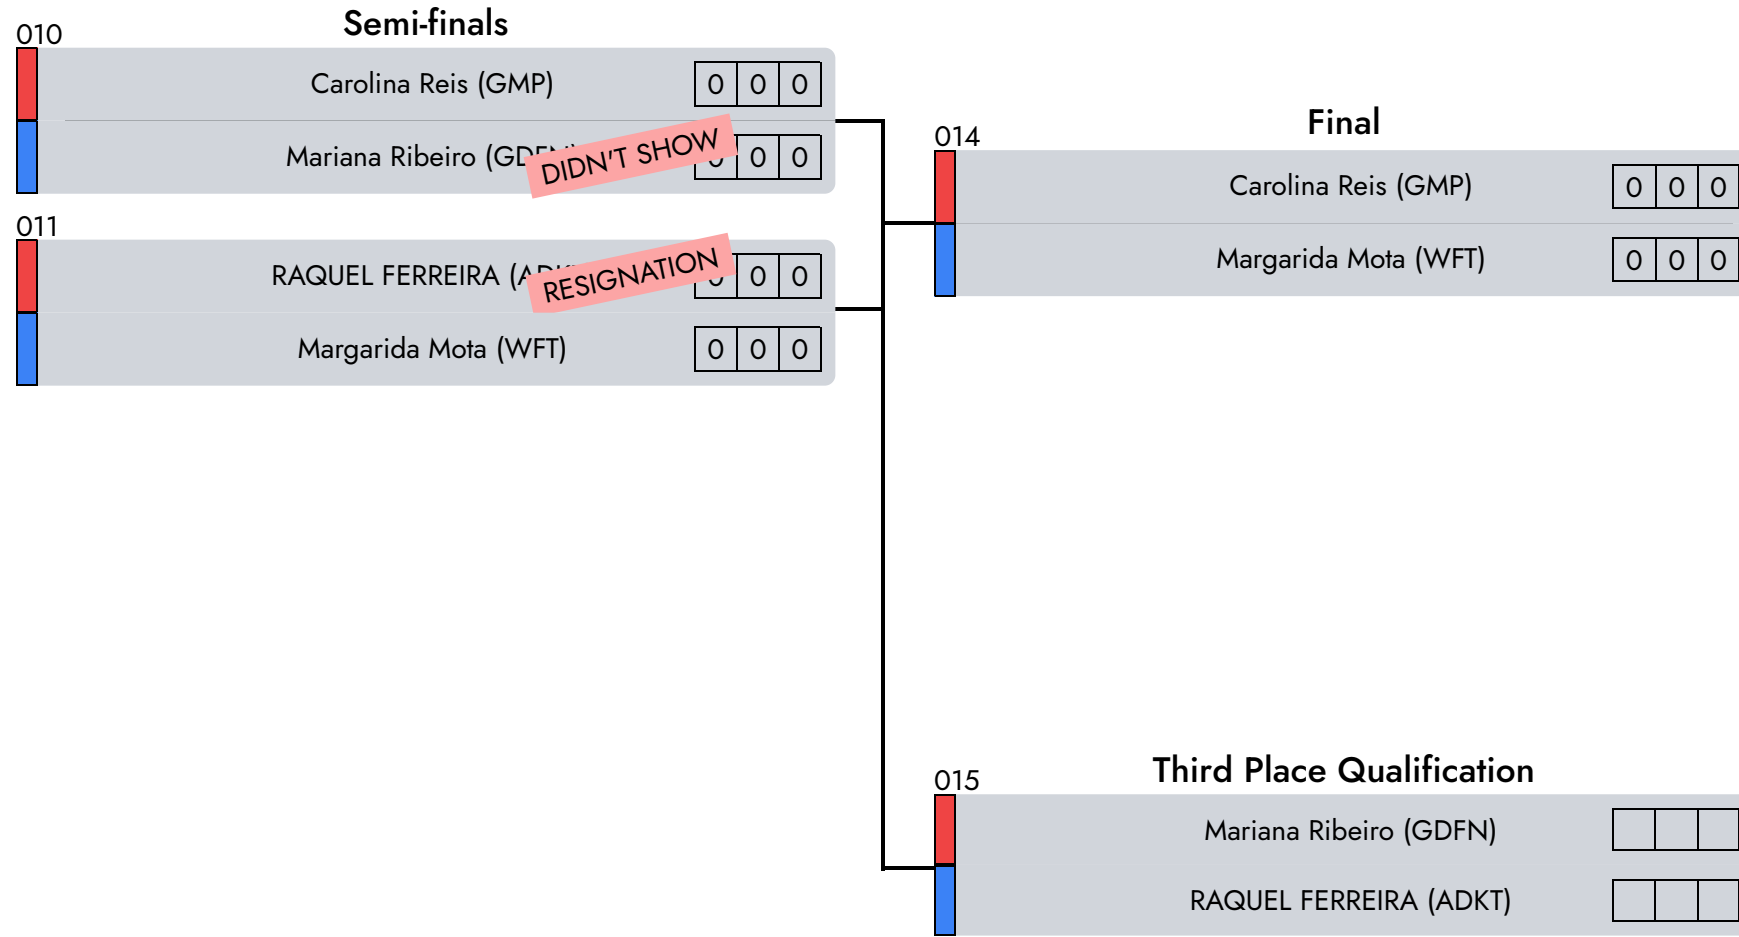 Semi-finals
010
Carolina Reis (GMP) 0 0 0
Mariana Ribeiro 0 0
DIDN'T SHOW
011
RAQUEL FERREIRA 0 0
RESIGNATION
Margarida Mota (WFT) 0 0 0
Final
014
Carolina Reis (GMP) 0 0 0
Margarida Mota (WFT) 0 0 0
Third Place Qualification
015
Mariana Ribeiro (GDFN)
RAQUEL FERREIRA (ADKT)